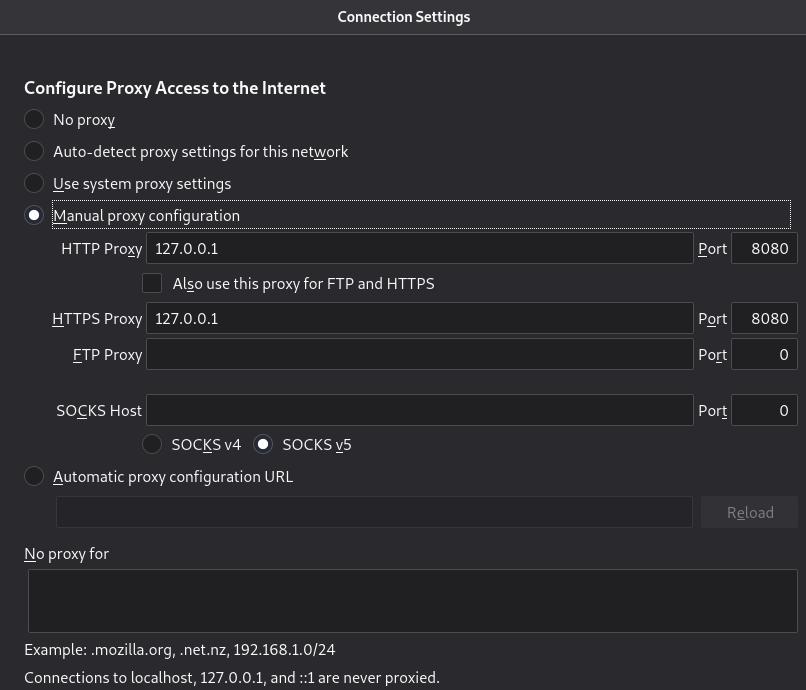 Connection Settings
Configure Proxy Access to the Internet
No proxy
Auto-detect proxy settings for this network
Use system proxy settings
Manual proxy configuration
HTTP Proxy 127.0.0.1 Port 8080
Also use this proxy for FTP and HTTPS
HTTPS Proxy 127.0.0.1 Port 8080
FTP Proxy Port 0
SOCKS Host Port 0
SOCKS v4 SOCKS v5
Automatic proxy configuration URL
Reload
No proxy for
Example: .mozilla.org, .net.nz, 192.168.1.0/24
Connections to localhost, 127.0.0.1, and ::1 are never proxied.